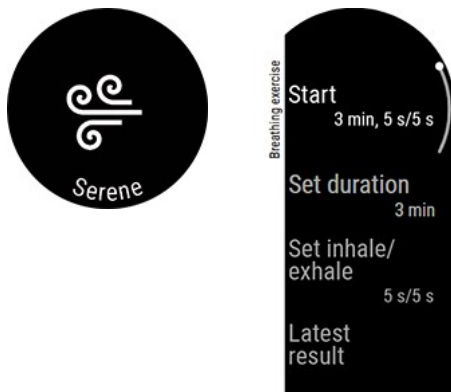 Serene
Breathing exercise
Start
3 min, 5 s/5 s
Set duration
3 min
Set inhale/
exhale
5 s/5 s
Latest
result